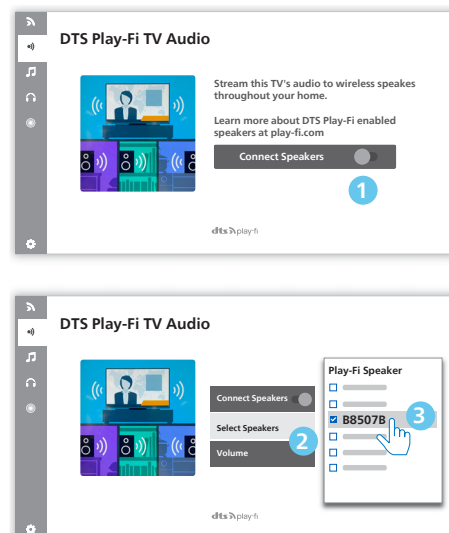 DTS Play-Fi TV Audio
Stream this TV's audio to wireless speakes
throughout your home.
Learn more about DTS Play-Fi enabled
speakers at play-fi.com
Connect Speakers
1
dts play-fi
DTS Play-Fi TV Audio
Connect Speakers
Select Speakers
2
Volume
Play-Fi Speaker
B8507B
3
dts play-fi